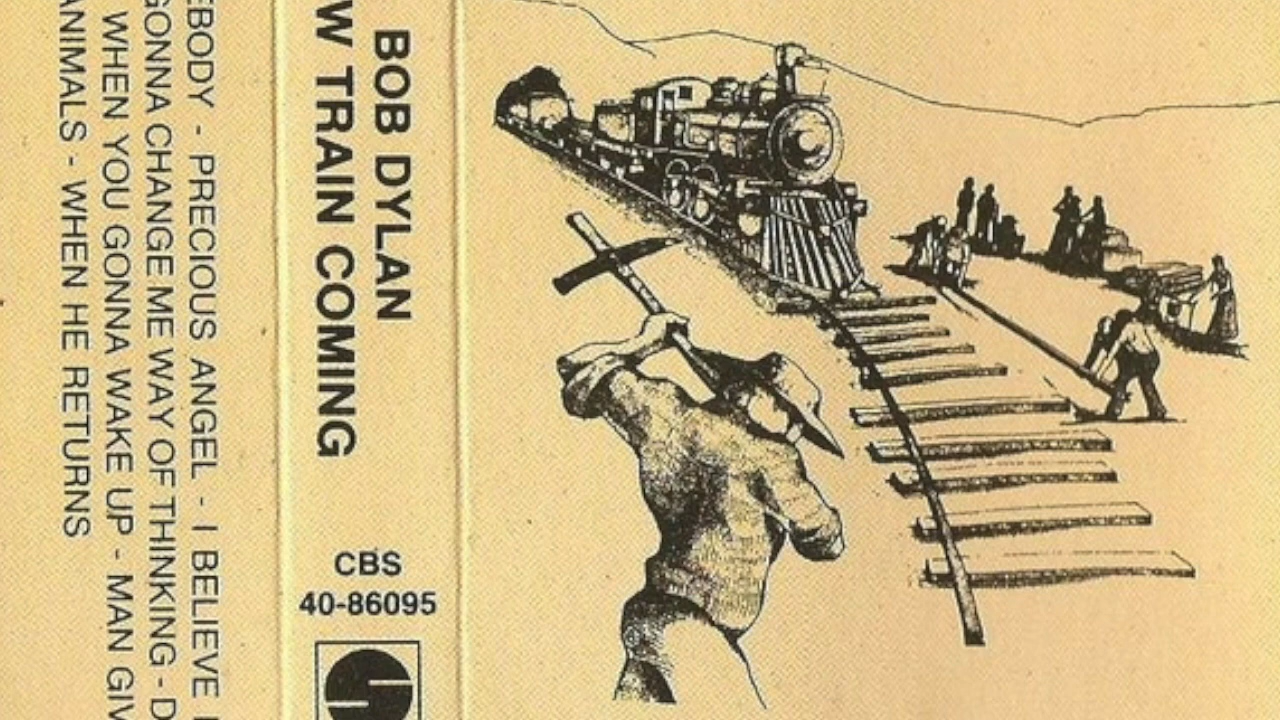 BOB DYLAN
W TRAIN COMING
CBS
40-86095
EBODY - PRECIOUS ANGEL - I BELIEVE I
GONNA CHANGE ME WAY OF THINKING - D
WHEN YOU GONNA WAKE UP - MAN GIV
ANIMALS - WHEN HE RETURNS